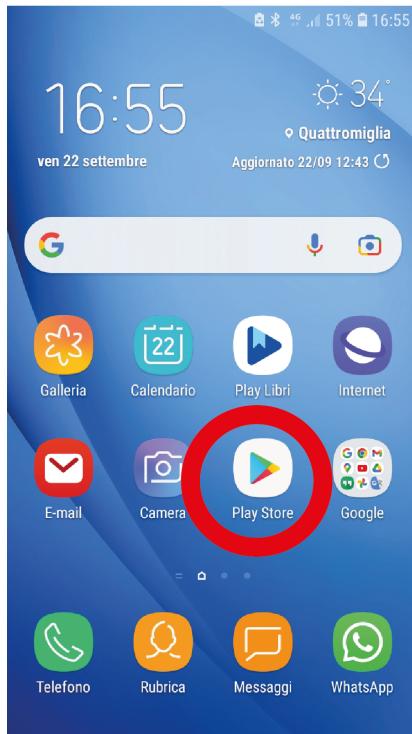 4G 51% 16:55
16:55
34°
Quattromiglia
ven 22 settembre
Aggiornato 22/09 12:43
G
22
Galleria
Calendario
Play Libri
Internet
E-mail
Camera
Play Store
Google
Telefono
Rubrica
Messaggi
WhatsApp